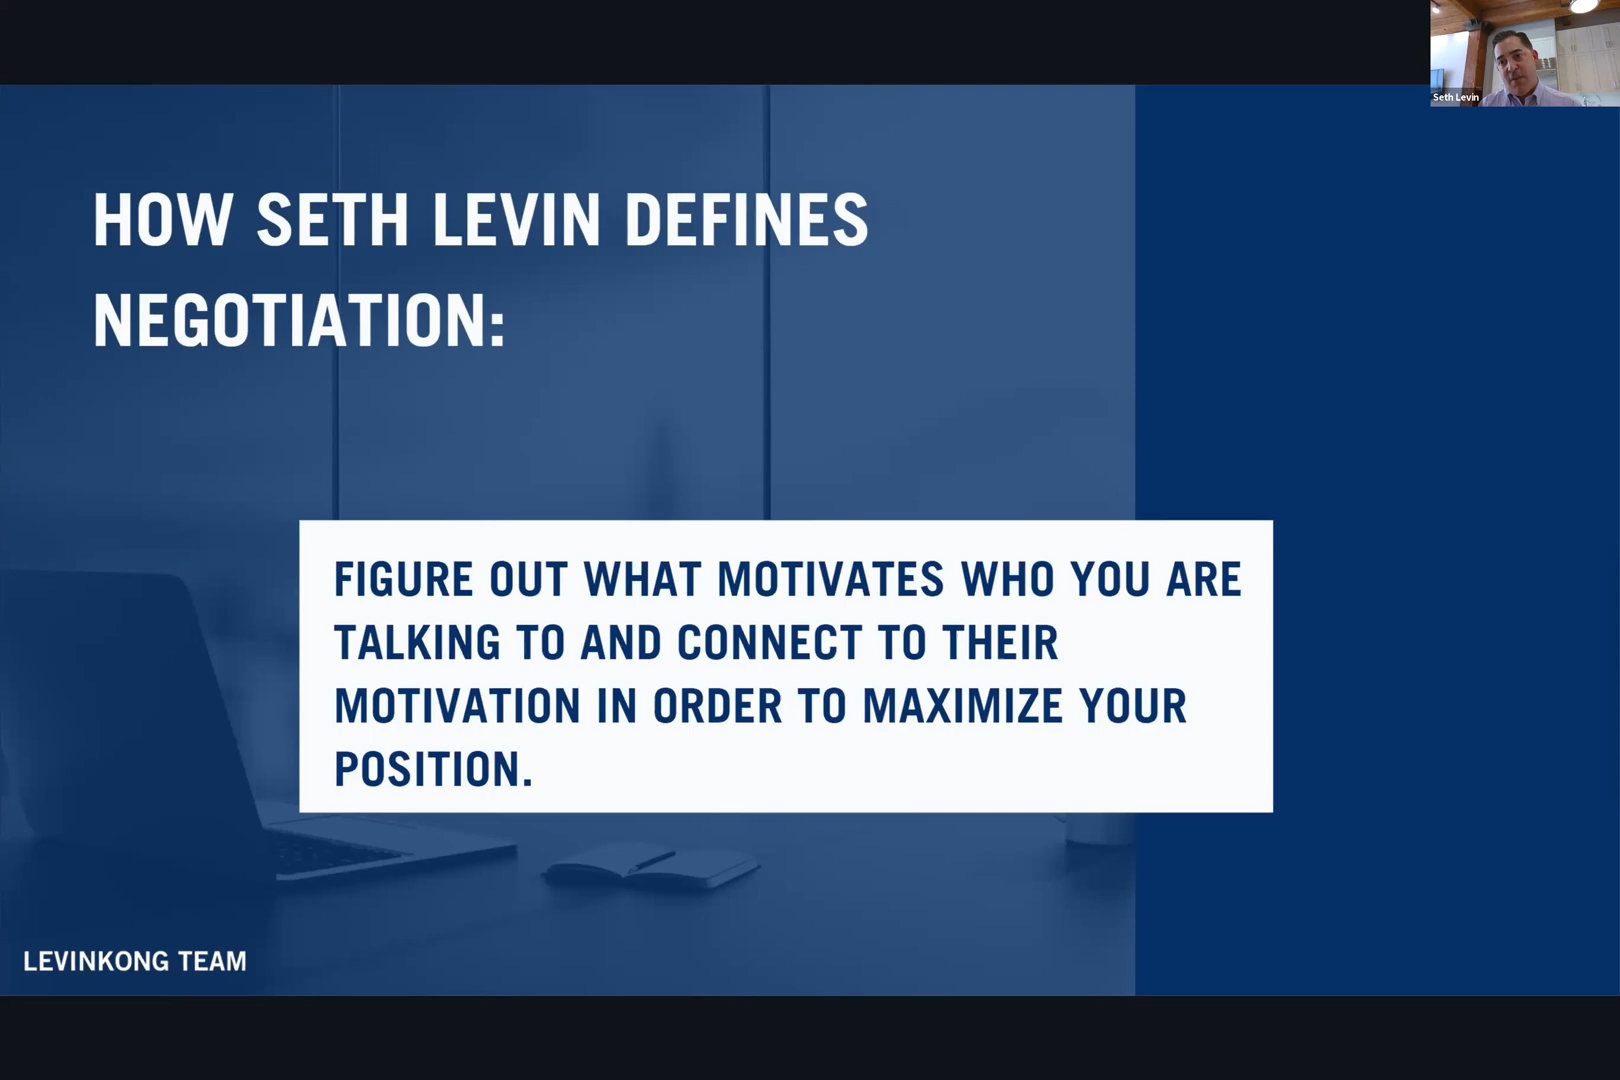 Seth Levin
HOW SETH LEVIN DEFINES
NEGOTIATION:
FIGURE OUT WHAT MOTIVATES WHO YOU ARE
TALKING TO AND CONNECT TO THEIR
MOTIVATION IN ORDER TO MAXIMIZE YOUR
POSITION.
LEVINKONG TEAM